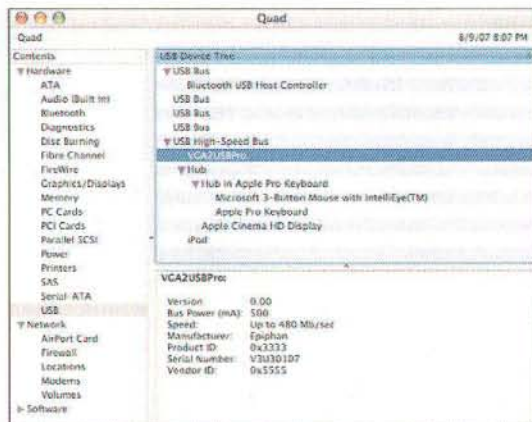 Quad
Quad
8/9/07 8:07 PM
Contents
Hardware
ATA
Audio (Built In)
Bluetooth
Diagnostics
Disc Burning
Fibre Channel
FireWire
Graphics/Displays
Memory
PC Cards
PCI Cards
Parallel SCSI
Power
Printers
SAS
Serial-ATA
USB
Network
AirPort Card
Firewall
Locations
Modems
Volumes
Software
USB Device Tree
USB Bus
Bluetooth USB Host Controller
USB Bus
USB Bus
USB Bus
USB High-Speed Bus
VGA2USBPro:
Hub
Hub in Apple Pro Keyboard
Microsoft 3-Button Mouse with IntelliEye(TM)
Apple Pro Keyboard
Apple Cinema HD Display
iPod
VGA2USBPro:
Version: 0.00
Bus Power (mA): 500
Speed: Up to 480 Mb/sec
Manufacturer: Epiphan
Product ID: 0x3333
Serial Number: V3U30107
Vendor ID: 0x5555